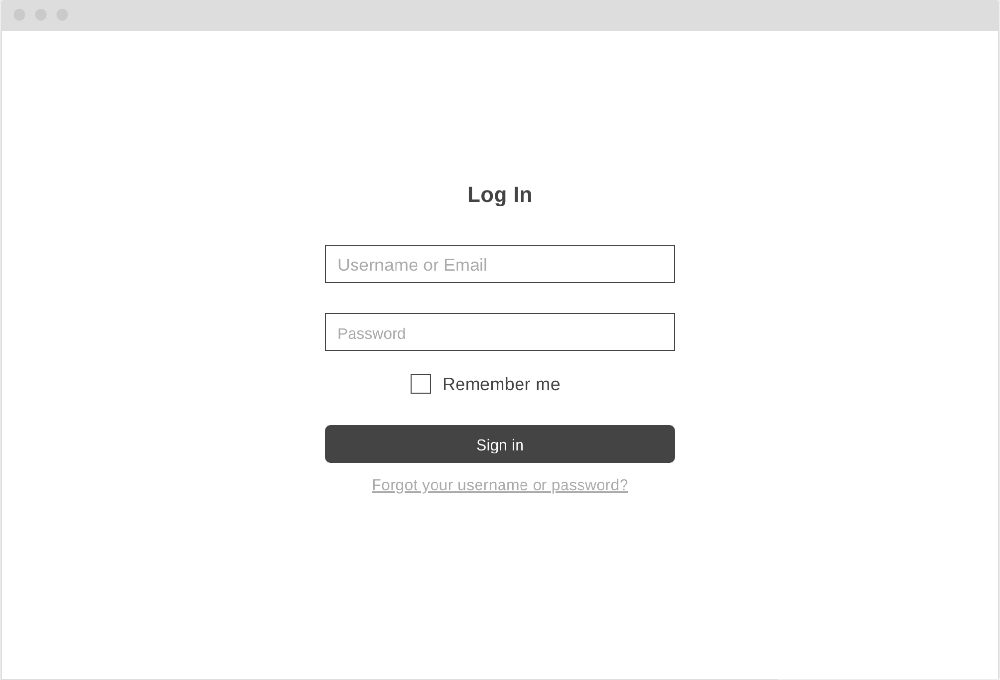 Log In
Username or Email
Password
Remember me
Sign in
Forgot your username or password?